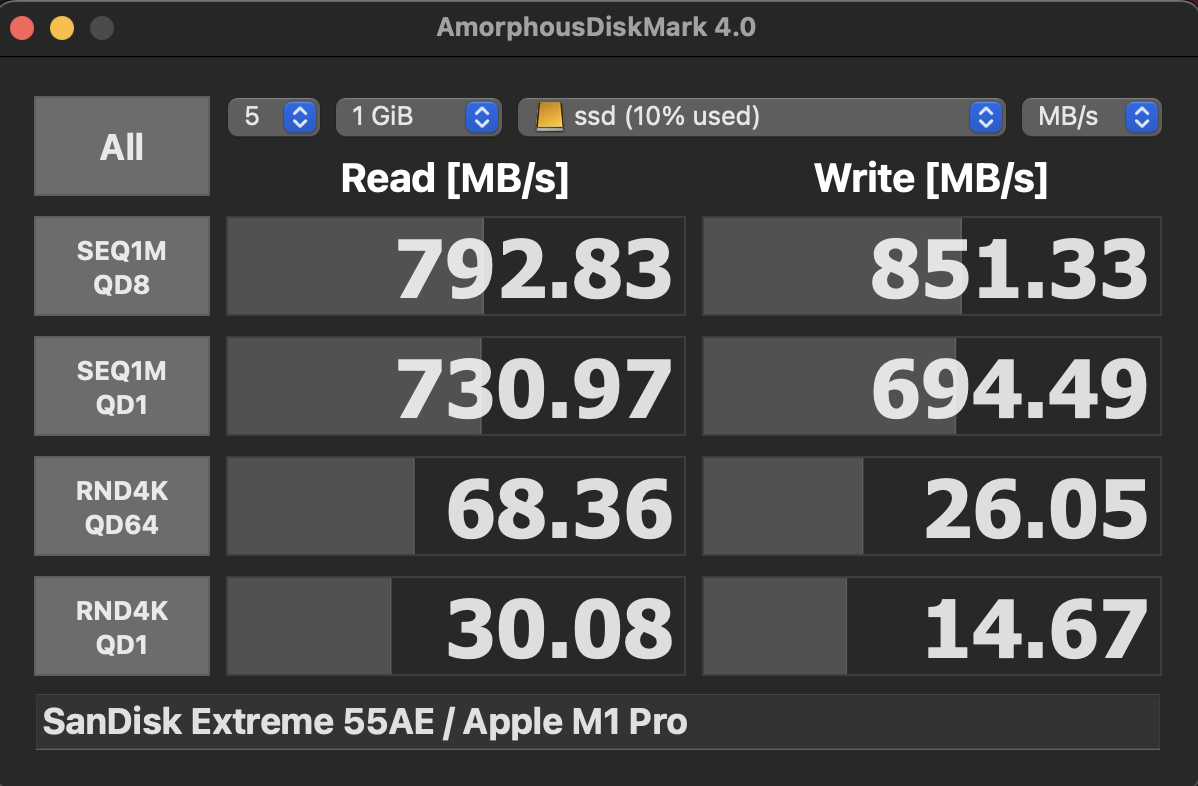 AmorphousDiskMark 4.0
All
5
1 GiB
ssd (10% used)
MB/s
Read [MB/s]
Write [MB/s]
SEQ1M
QD8
792.83
851.33
SEQ1M
QD1
730.97
694.49
RND4K
QD64
68.36
26.05
RND4K
QD1
30.08
14.67
SanDisk Extreme 55AE / Apple M1 Pro